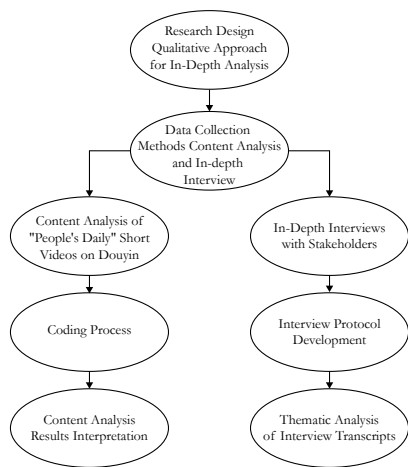 Research Design
Qualitative Approach
for In-Depth Analysis
Data Collection
Methods Content Analysis
and In-depth
Interview
Content Analysis of
"People's Daily" Short
Videos on Douyin
In-Depth Interviews
with Stakeholders
Coding Process
Interview Protocol
Development
Content Analysis
Results Interpretation
Thematic Analysis
of Interview Transcripts